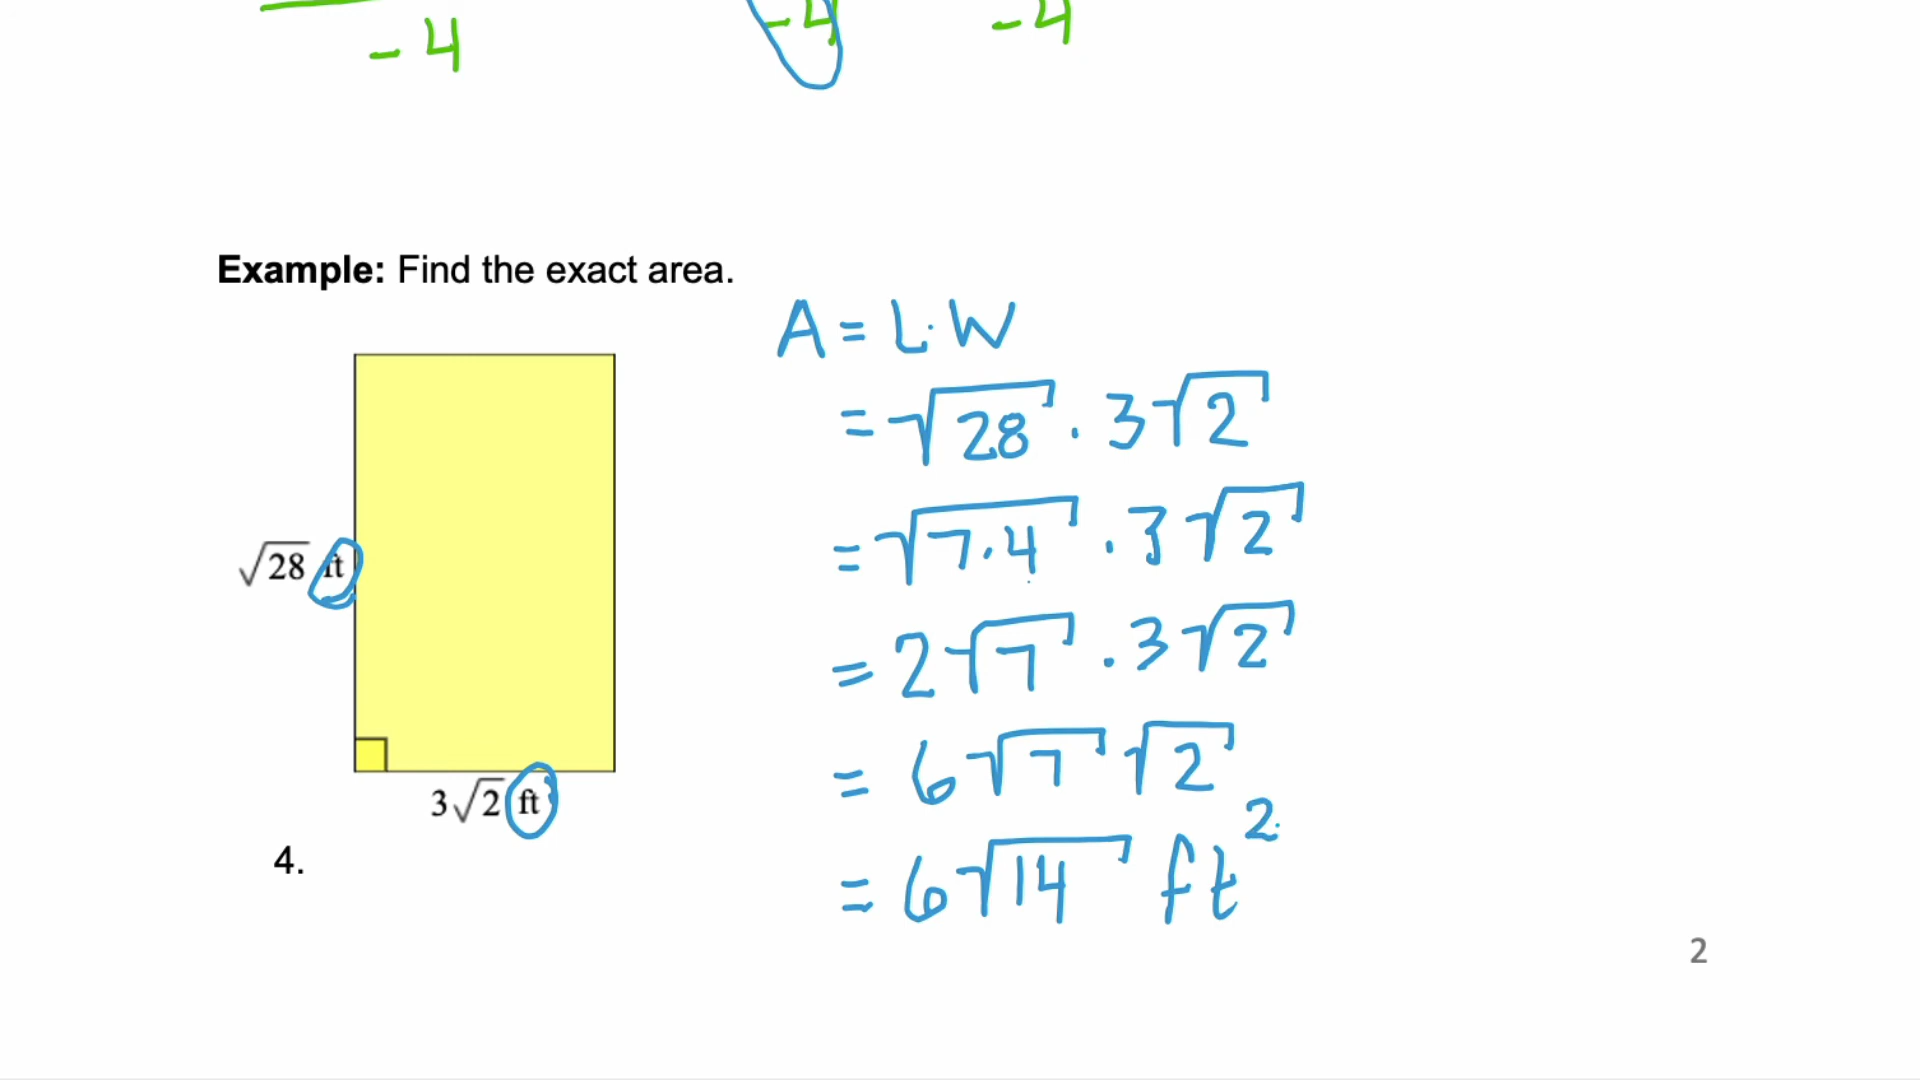 -4 -4 -4
Example: Find the exact area.
A = L·W
= √28 · 3√2
= √7·4 · 3√2
√28 ft
= 2√7 · 3√2
= 6√7 √2
3√2 ft
= 6√14 ft²
4.
2